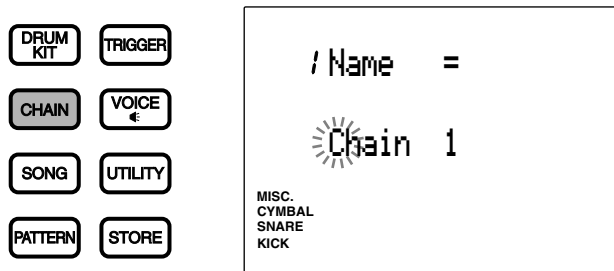 DRUM
KIT
TRIGGER
CHAIN
VOICE
SONG
UTILITY
PATTERN
STORE
1 Name =
Chain 1
MISC.
CYMBAL
SNARE
KICK